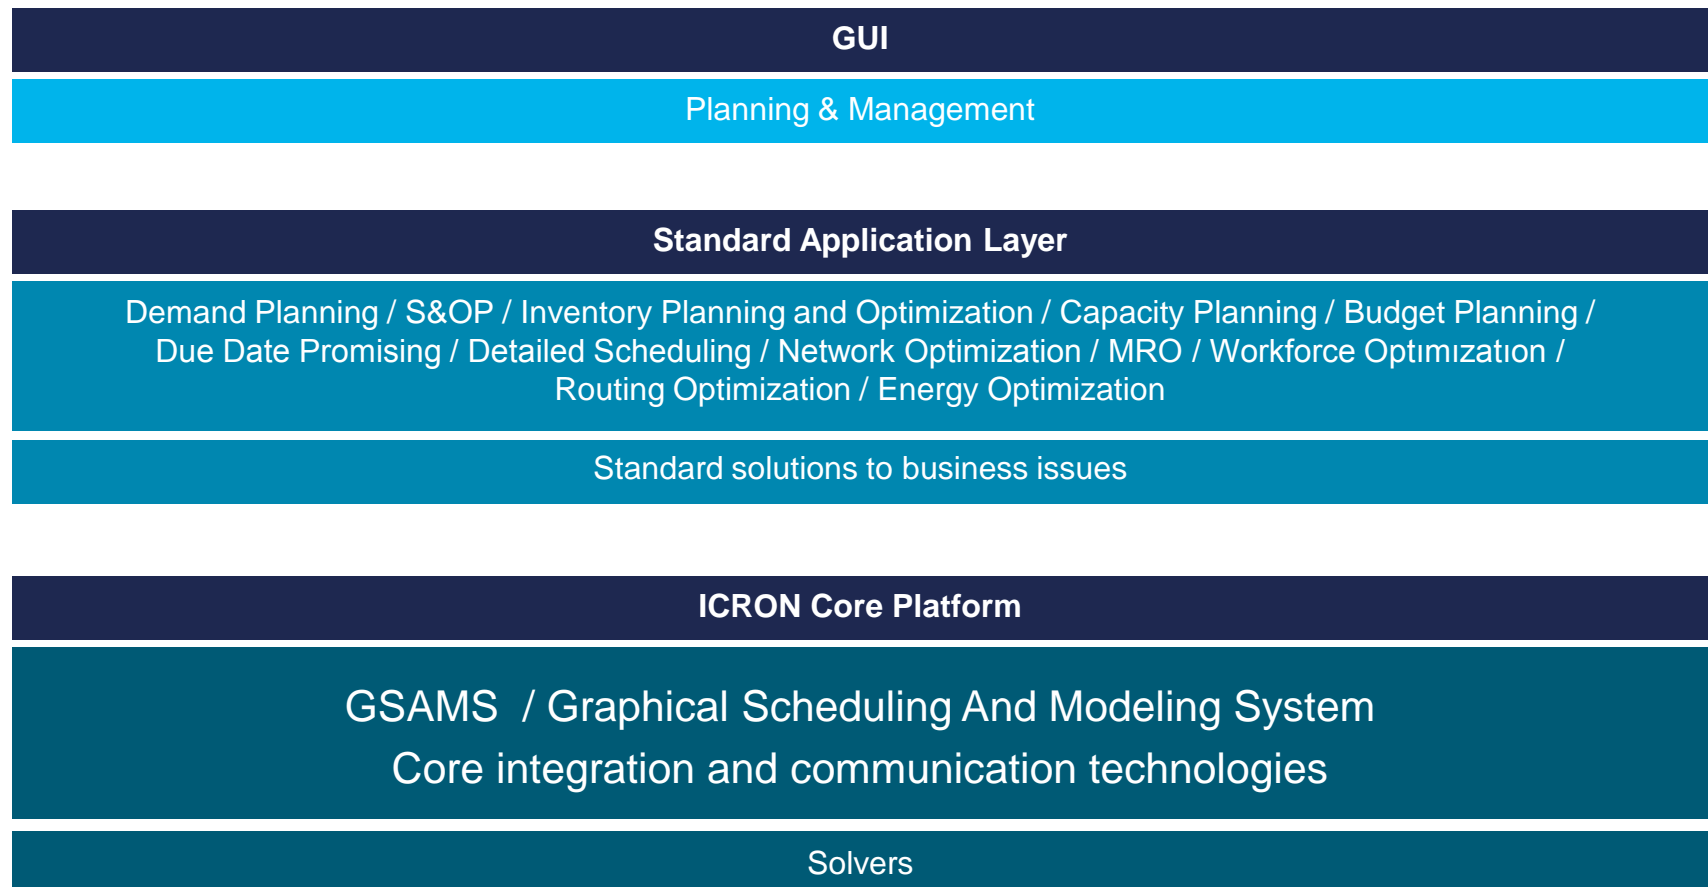 GUI
Planning & Management
Standard Application Layer
Demand Planning / S&OP / Inventory Planning and Optimization / Capacity Planning / Budget Planning /
Due Date Promising / Detailed Scheduling / Network Optimization / MRO / Workforce Optımızatıon /
Routing Optimization / Energy Optimization
Standard solutions to business issues
ICRON Core Platform
GSAMS / Graphical Scheduling And Modeling System
Core integration and communication technologies
Solvers